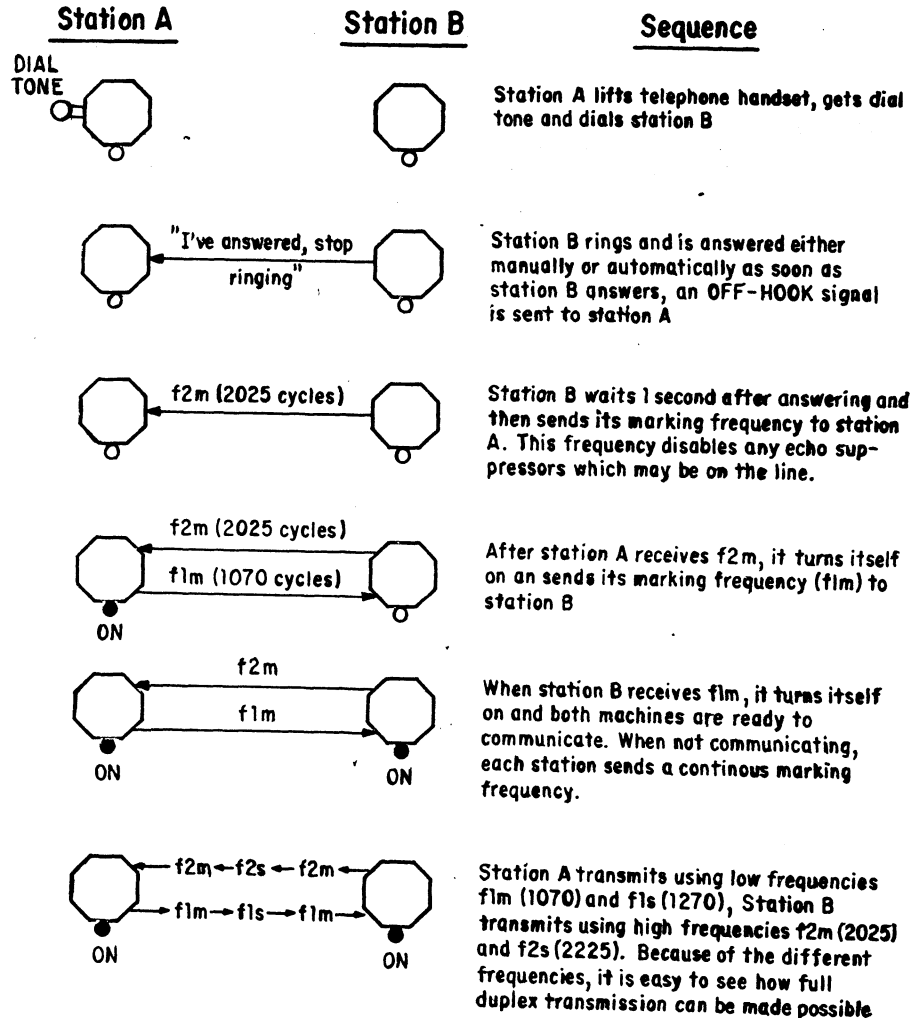 Station A
Station B
Sequence
DIAL
TONE
Station A lifts telephone handset, gets dial
tone and dials station B
"I've answered, stop
ringing"
Station B rings and is answered either
manually or automatically as soon as
station B answers, an OFF-HOOK signal
is sent to station A
f2m (2025 cycles)
Station B waits 1 second after answering and
then sends its marking frequency to station
A. This frequency disables any echo sup-
pressors which may be on the line.
f2m (2025 cycles)
f1m (1070 cycles)
ON
After station A receives f2m, it turns itself
on an sends its marking frequency (f1m) to
station B
f2m
f1m
ON
ON
When station B receives f1m, it turns itself
on and both machines are ready to
communicate. When not communicating,
each station sends a continous marking
frequency.
f2m f2s f2m
f1m f1s f1m
ON
ON
Station A transmits using low frequencies
f1m (1070) and f1s (1270), Station B
transmits using high frequencies f2m (2025)
and f2s (2225). Because of the different
frequencies, it is easy to see how full
duplex transmission can be made possible